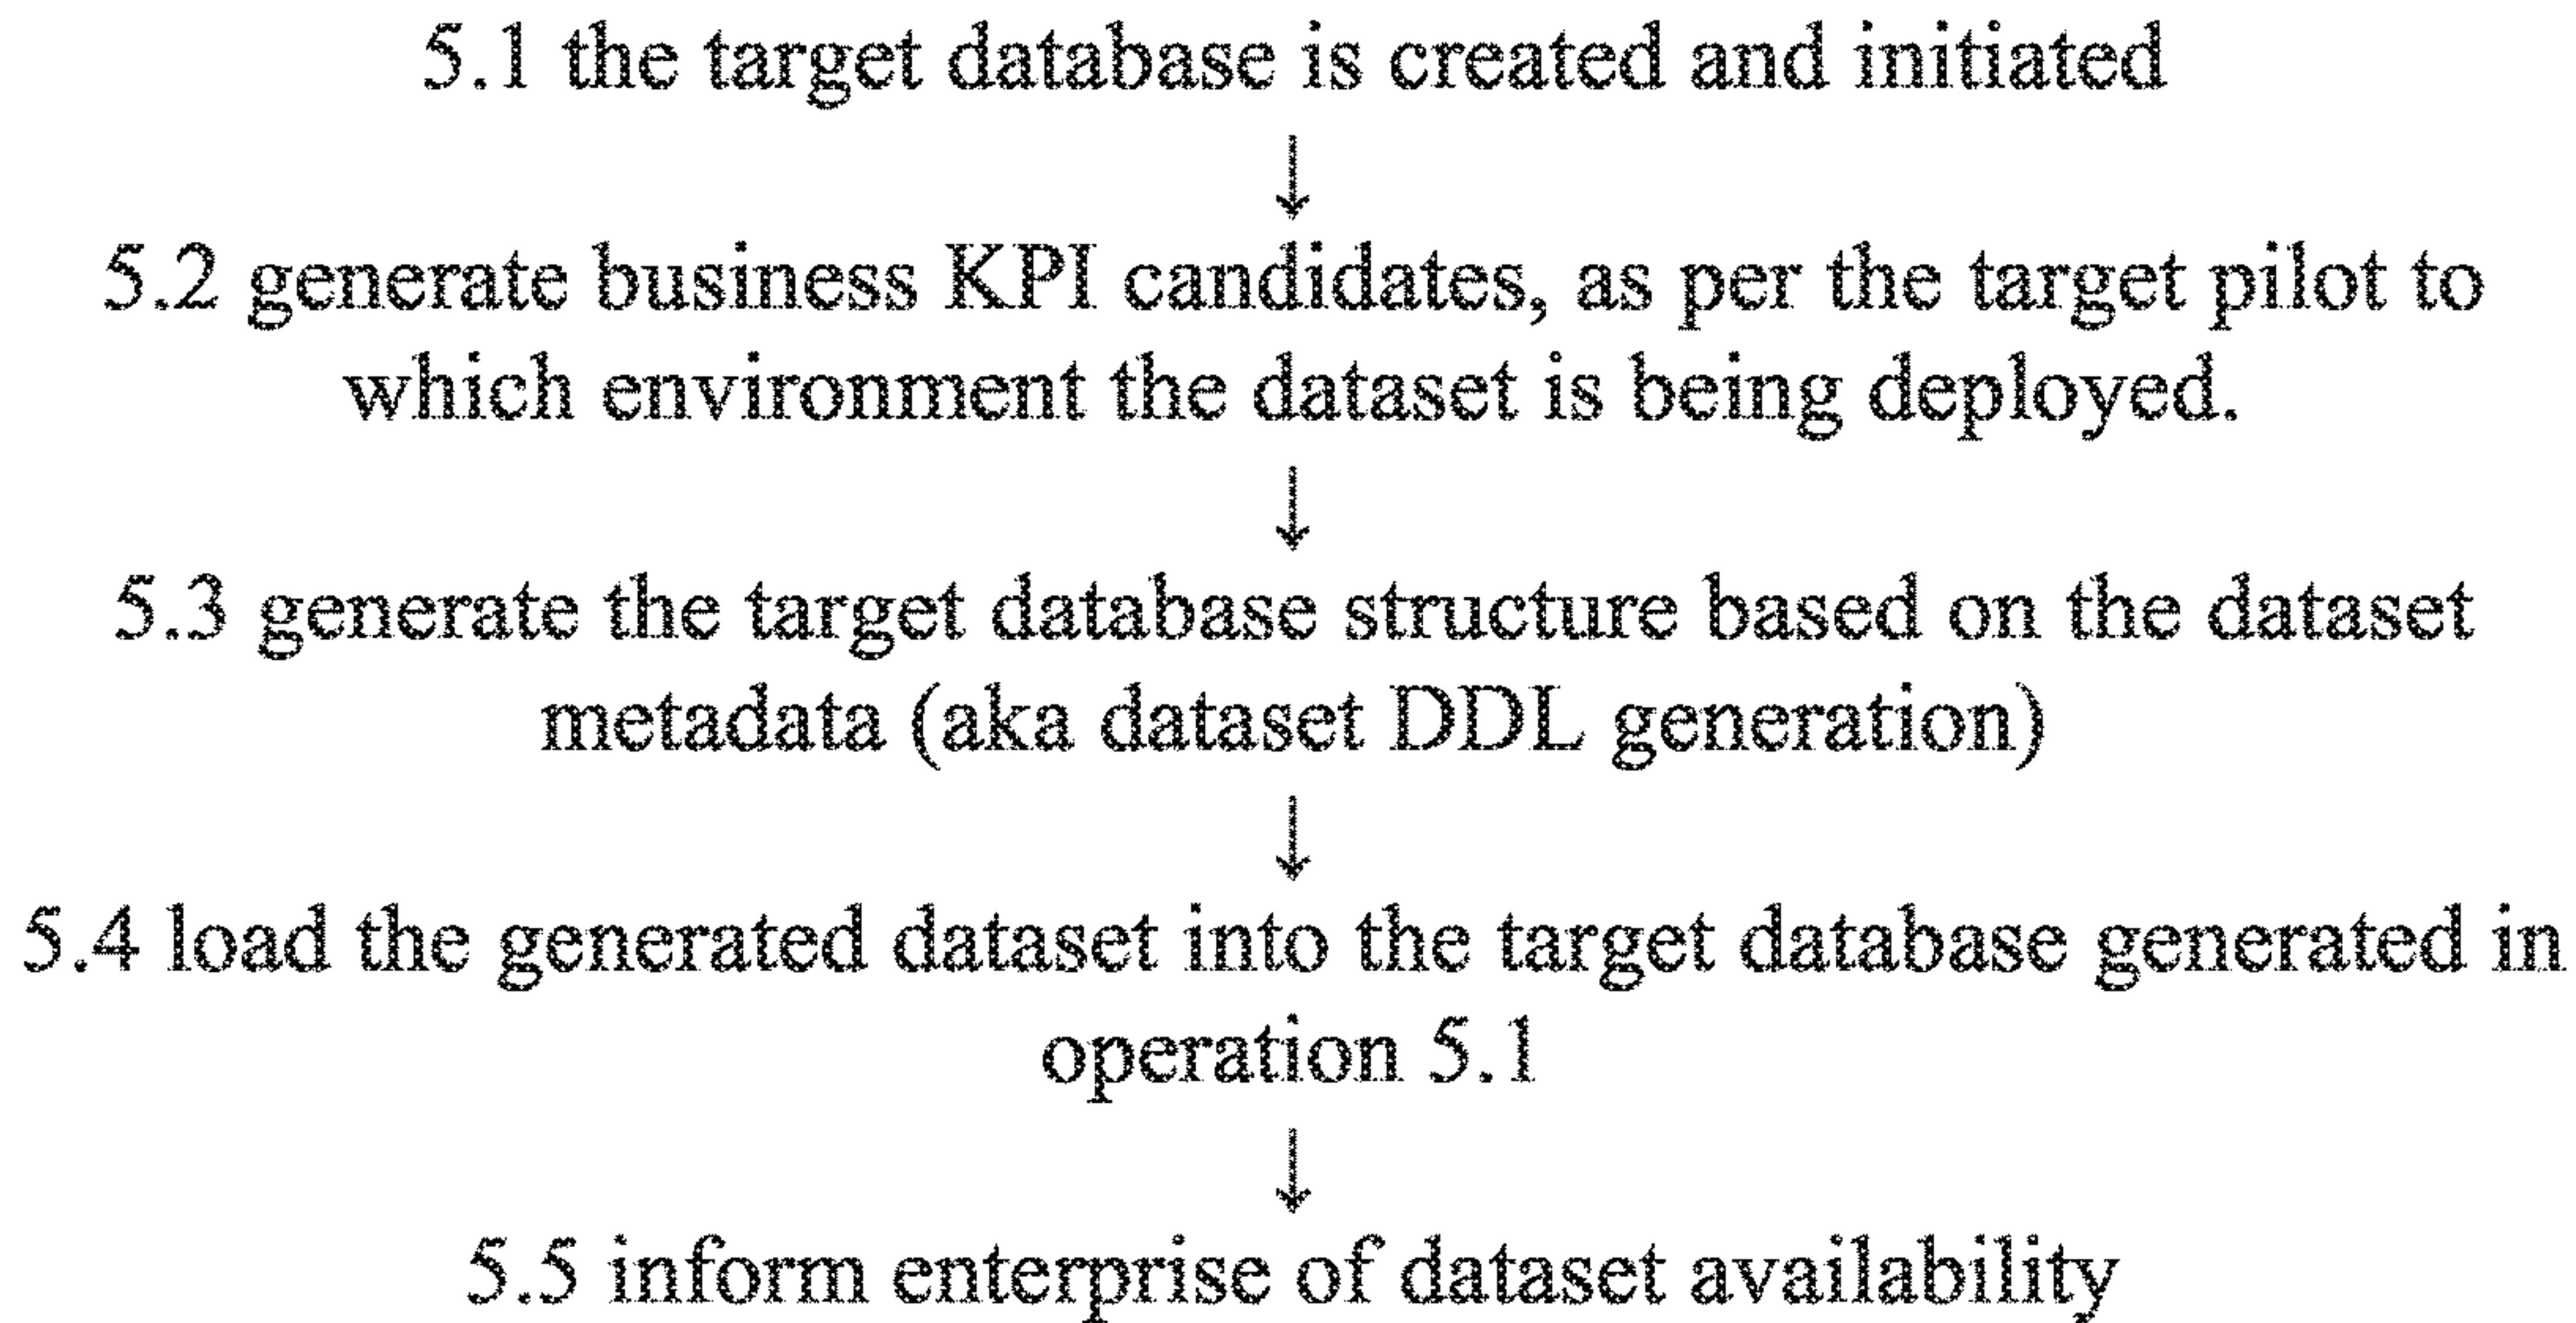 5.1 the target database is created and initiated
↓
5.2 generate business KPI candidates, as per the target pilot to
which environment the dataset is being deployed.
↓
5.3 generate the target database structure based on the dataset
metadata (aka dataset DDL generation)
↓
5.4 load the generated dataset into the target database generated in
operation 5.1
↓
5.5 inform enterprise of dataset availability